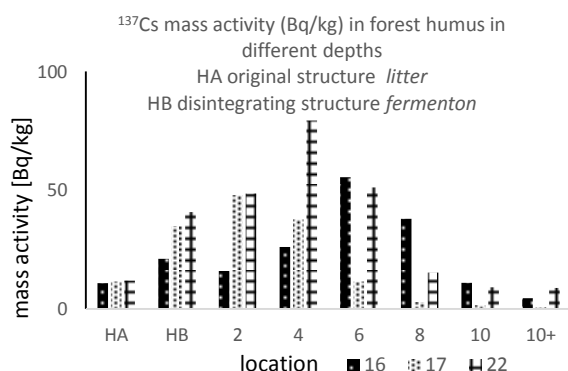 ¹³⁷Cs mass activity (Bq/kg) in forest humus in
different depths
HA original structure litter
HB disintegrating structure fermenton
mass activity [Bq/kg]
100
50
0
HA HB 2 4 6 8 10 10+
location 16 17 22